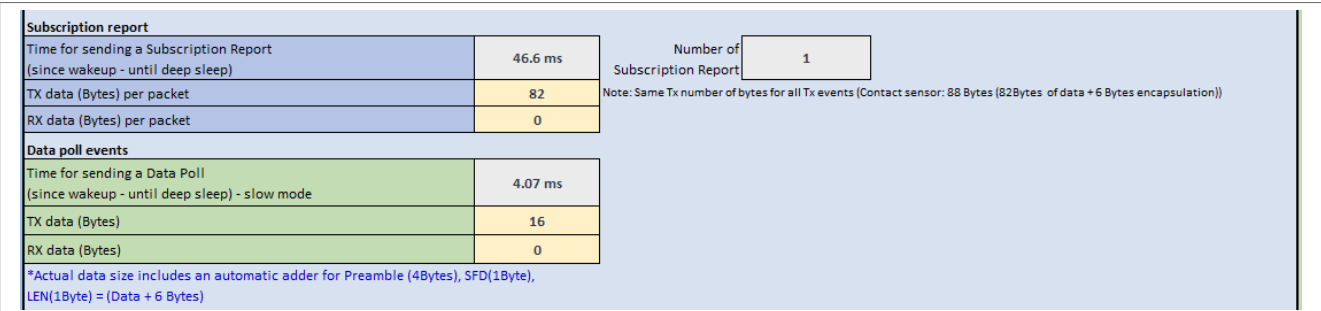 Subscription report
Time for sending a Subscription Report
(since wakeup - until deep sleep)
46.6 ms
Number of
Subscription Report
1
TX data (Bytes) per packet
82
Note: Same Tx number of bytes for all Tx events (Contact sensor: 88 Bytes (82Bytes of data + 6 Bytes encapsulation))
RX data (Bytes) per packet
0
Data poll events
Time for sending a Data Poll
(since wakeup - until deep sleep) - slow mode
4.07 ms
TX data (Bytes)
16
RX data (Bytes)
0
*Actual data size includes an automatic adder for Preamble (4Bytes), SFD(1Byte),
LEN(1Byte) = (Data + 6 Bytes)